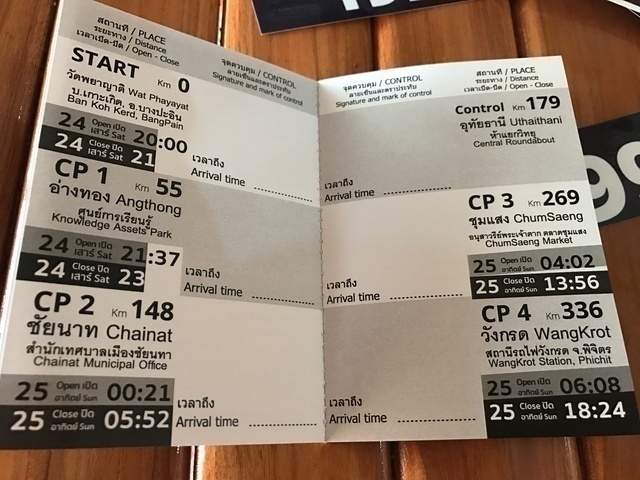 สถานที่ / PLACE
ระยะทาง / Distance
เวลาเปิด-ปิด / Open - Close
จุดควบคุม / CONTROL
ลายเซ็นและตราประทับ
Signature and mark of control
START Km 0
วัดพยาญาติ Wat Phayayat
บ.เกาะเกิด, อ.บางปะอิน
Ban Koh Kerd, BangPain
24 Open เปิด เสาร์ Sat 20:00
24 Close ปิด เสาร์ Sat 21
เวลาถึง
Arrival time
CP 1 Km 55
อ่างทอง Angthong
ศูนย์การเรียนรู้
Knowledge Assets Park
24 Open เปิด เสาร์ Sat 21:37
24 Close ปิด เสาร์ Sat 23
เวลาถึง
Arrival time
CP 2 Km 148
ชัยนาท Chainat
สำนักเทศบาลเมืองชัยนาท
Chainat Municipal Office
25 Open เปิด อาทิตย์ Sun 00:21
25 Close ปิด อาทิตย์ Sun 05:52
เวลาถึง
Arrival time
จุดควบคุม / CONTROL
ลายเซ็นและตราประทับ
Signature and mark of control
สถานที่ / PLACE
ระยะทาง / Distance
เวลาเปิด-ปิด / Open - Close
Control Km 179
อุทัยธานี Uthaithani
ห้าแยกวิทยุ
Central Roundabout
เวลาถึง
Arrival time
CP 3 Km 269
ชุมแสง ChumSaeng
อนุสาวรีย์พระเจ้าตาก ตลาดชุมแสง
ChumSaeng Market
25 Open เปิด อาทิตย์ Sun 04:02
25 Close ปิด อาทิตย์ Sun 13:56
เวลาถึง
Arrival time
CP 4 Km 336
วังกรด WangKrot
สถานีรถไฟวังกรด จ.พิจิตร
WangKrot Station, Phichit
25 Open เปิด อาทิตย์ Sun 06:08
25 Close ปิด อาทิตย์ Sun 18:24
เวลาถึง
Arrival time